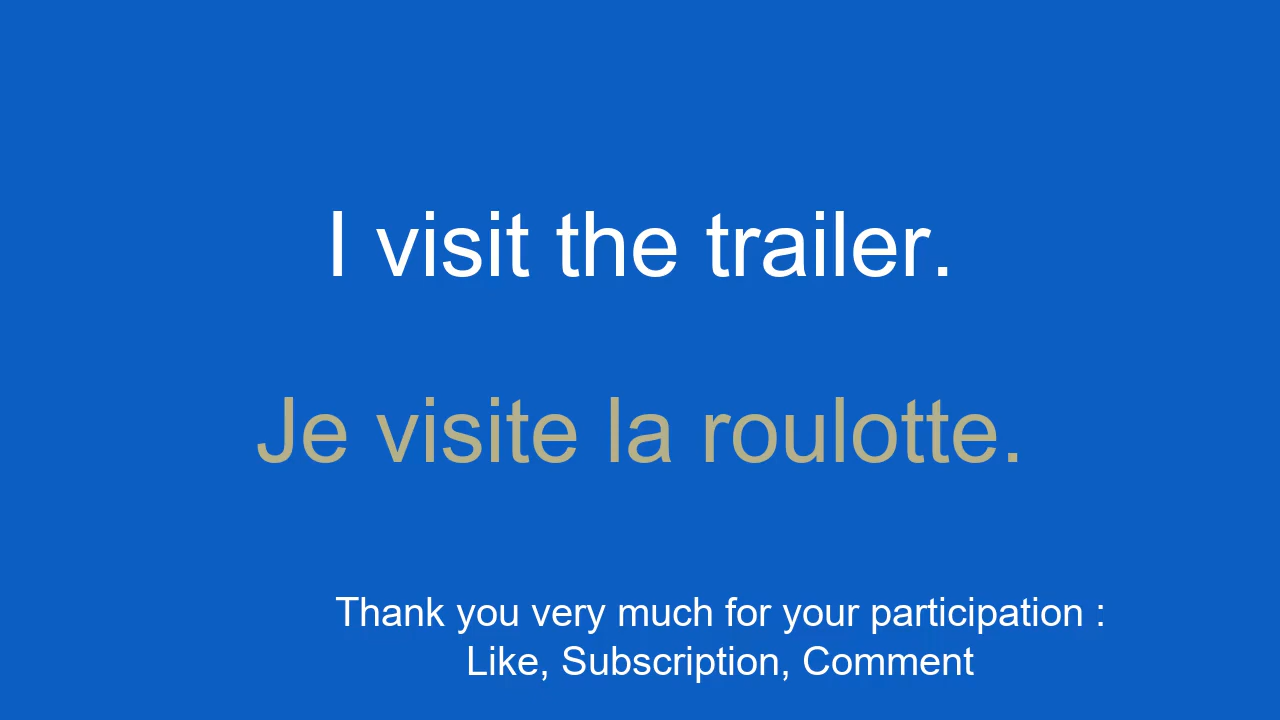 I visit the trailer.
Je visite la roulotte.
Thank you very much for your participation :
Like, Subscription, Comment